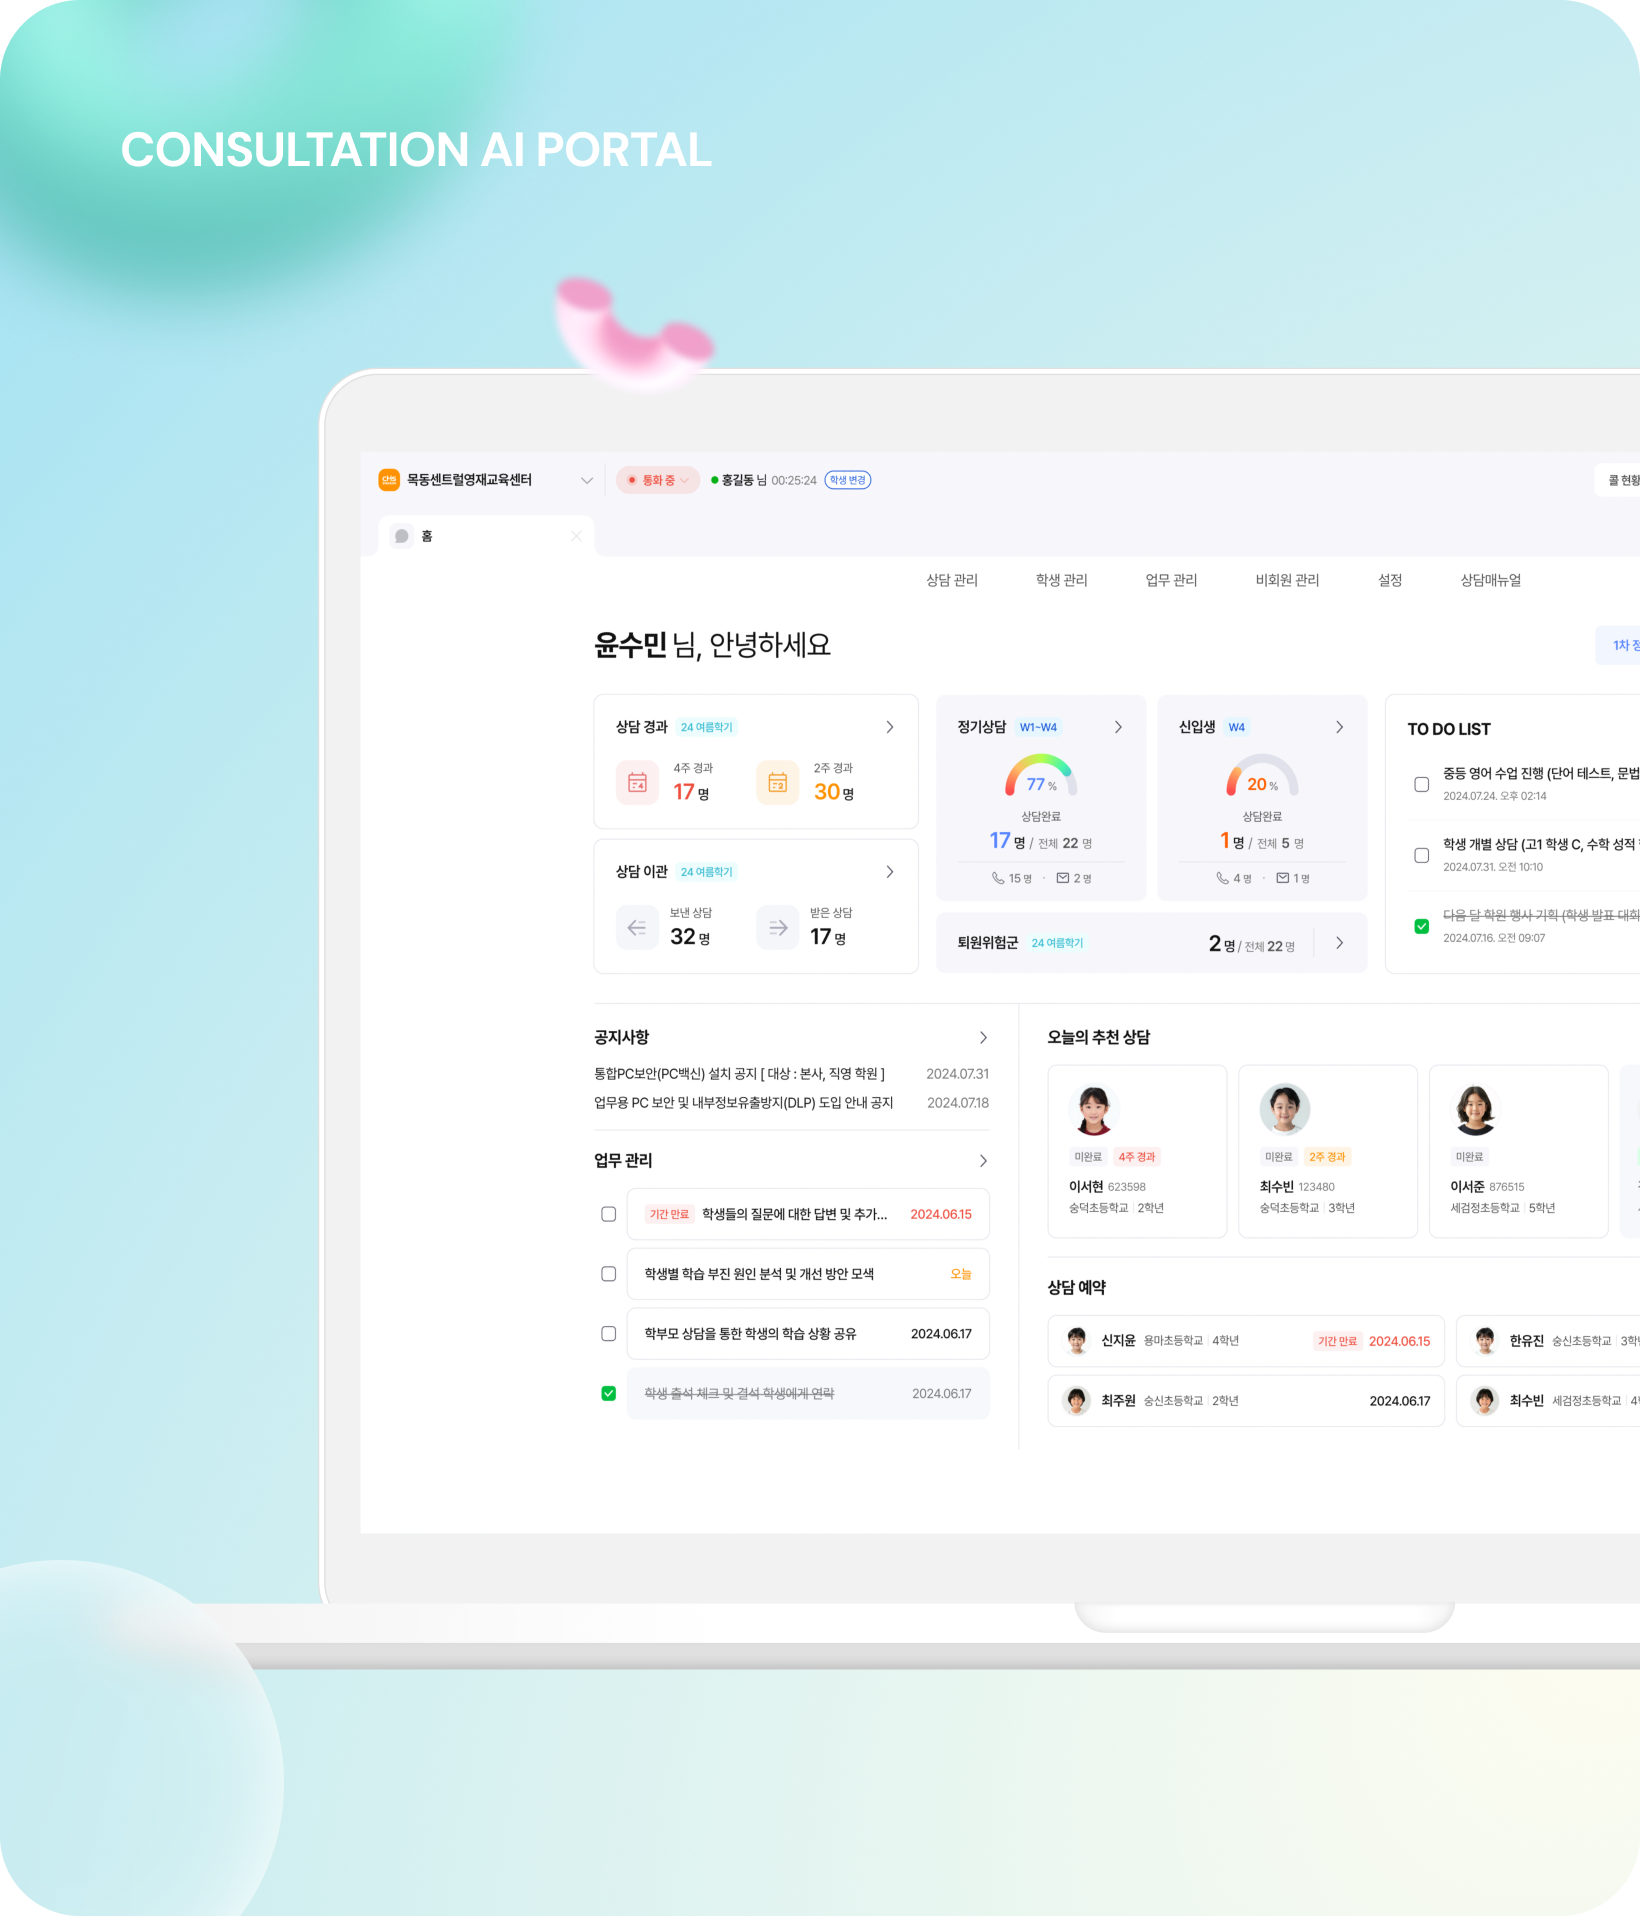 CONSULTATION AI PORTAL
CHS 목동센트럴영재교육센터 통화 중 홍길동 님 00:25:24 학생 변경 콜 현황
홈
상담 관리 학생 관리 업무 관리 비회원 관리 설정 상담매뉴얼
윤수민 님, 안녕하세요
1차
상담 경과 24 여름학기
4주 경과
17 명
2주 경과
30 명
상담 이관 24 여름학기
보낸 상담
32 명
받은 상담
17 명
정기상담 W1~W4
77 %
상담완료
17 명 / 전체 22 명
15 명 · 2 명
신입생 W4
20 %
상담완료
1 명 / 전체 5 명
4 명 · 1 명
퇴원위험군 24 여름학기 2 명 / 전체 22 명
TO DO LIST
중등 영어 수업 진행 (단어 테스트, 문법
2024.07.24. 오후 02:14
학생 개별 상담 (고1 학생 C, 수학 성적
2024.07.31. 오전 10:10
다음 달 학원 행사 기획 (학생 발표 대회
2024.07.16. 오전 09:07
공지사항
통합PC보안(PC백신) 설치 공지 [ 대상 : 본사, 직영 학원 ] 2024.07.31
업무용 PC 보안 및 내부정보유출방지(DLP) 도입 안내 공지 2024.07.18
업무 관리
기간 만료 학생들의 질문에 대한 답변 및 추가... 2024.06.15
학생별 학습 부진 원인 분석 및 개선 방안 모색 오늘
학부모 상담을 통한 학생의 학습 상황 공유 2024.06.17
학생 출석 체크 및 결석 학생에게 연락 2024.06.17
오늘의 추천 상담
미완료 4주 경과
이서현 623598
숭덕초등학교 | 2학년
미완료 2주 경과
최수빈 123480
숭덕초등학교 | 3학년
미완료
이서준 876515
세검정초등학교 | 5학년
상담 예약
신지윤 용마초등학교 | 4학년 기간 만료 2024.06.15
한유진 숭신초등학교 | 3학년
최주원 숭신초등학교 | 2학년 2024.06.17
최수빈 세검정초등학교 | 4